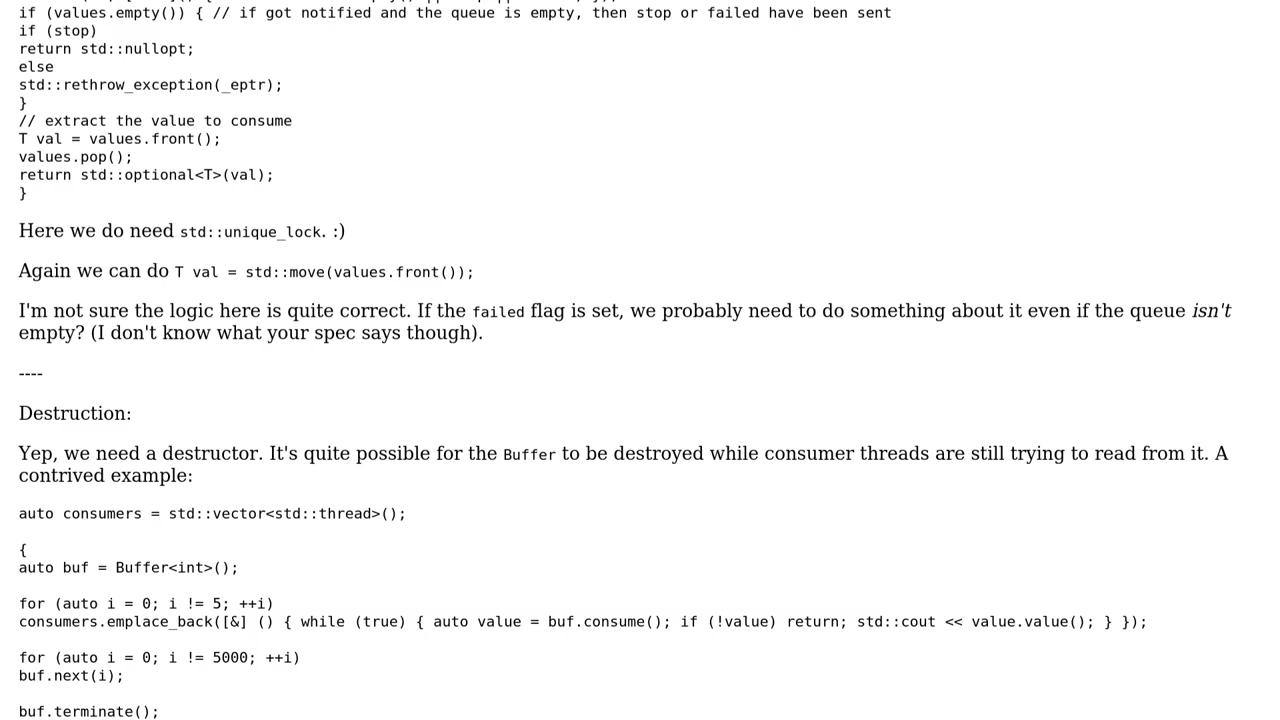 if (values.empty()) { // if got notified and the queue is empty, then stop or failed have been sent
if (stop)
return std::nullopt;
else
std::rethrow_exception(_eptr);
}
// extract the value to consume
T val = values.front();
values.pop();
return std::optional<T>(val);
}
Here we do need std::unique_lock. :)
Again we can do T val = std::move(values.front());
I'm not sure the logic here is quite correct. If the failed flag is set, we probably need to do something about it even if the queue isn't
empty? (I don't know what your spec says though).
----
Destruction:
Yep, we need a destructor. It's quite possible for the Buffer to be destroyed while consumer threads are still trying to read from it. A
contrived example:
auto consumers = std::vector<std::thread>();
{
auto buf = Buffer<int>();
for (auto i = 0; i != 5; ++i)
consumers.emplace_back([&] () { while (true) { auto value = buf.consume(); if (!value) return; std::cout << value.value(); } });
for (auto i = 0; i != 5000; ++i)
buf.next(i);
buf.terminate();